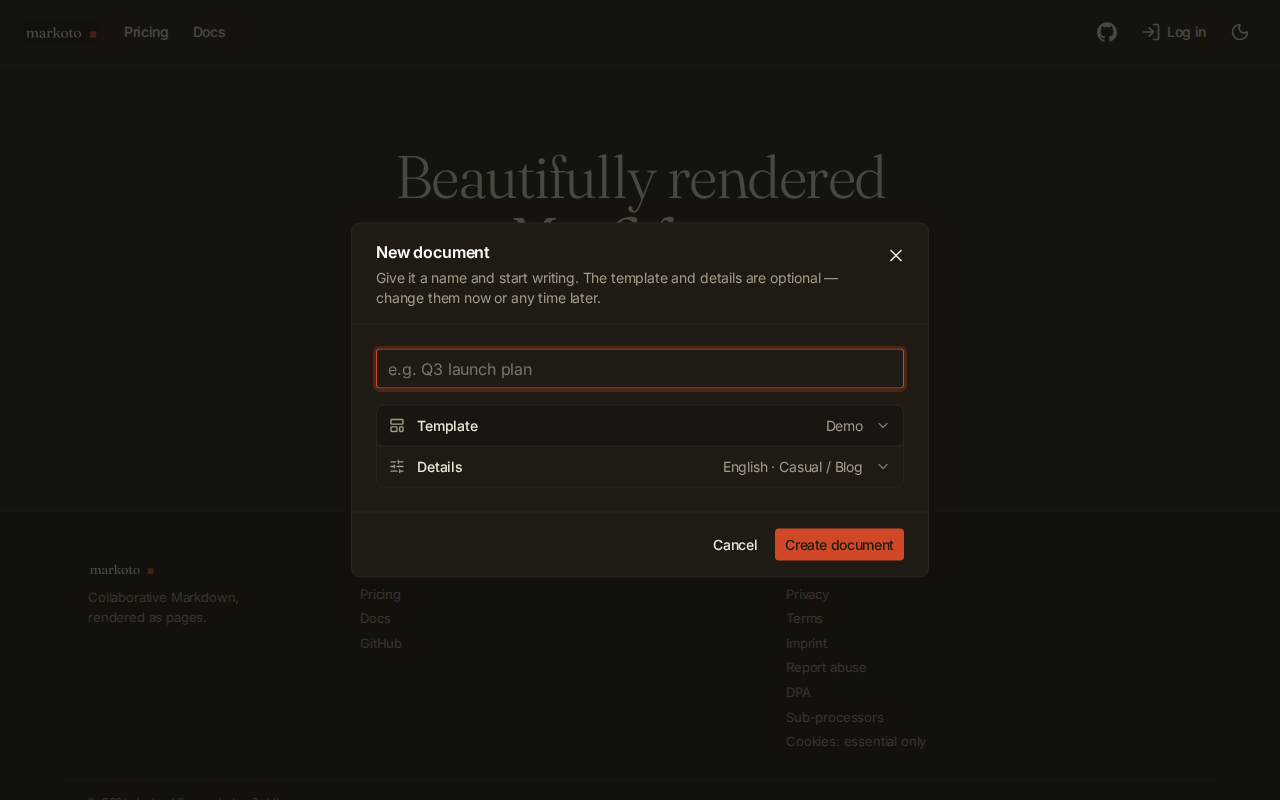 markoto
Pricing
Docs
Log in
Beautifully rendered
New document
Give it a name and start writing. The template and details are optional —
change them now or any time later.
e.g. Q3 launch plan
Template
Demo
Details
English · Casual / Blog
Cancel
Create document
markoto
Collaborative Markdown,
rendered as pages.
Pricing
Docs
GitHub
Privacy
Terms
Imprint
Report abuse
DPA
Sub-processors
Cookies: essential only